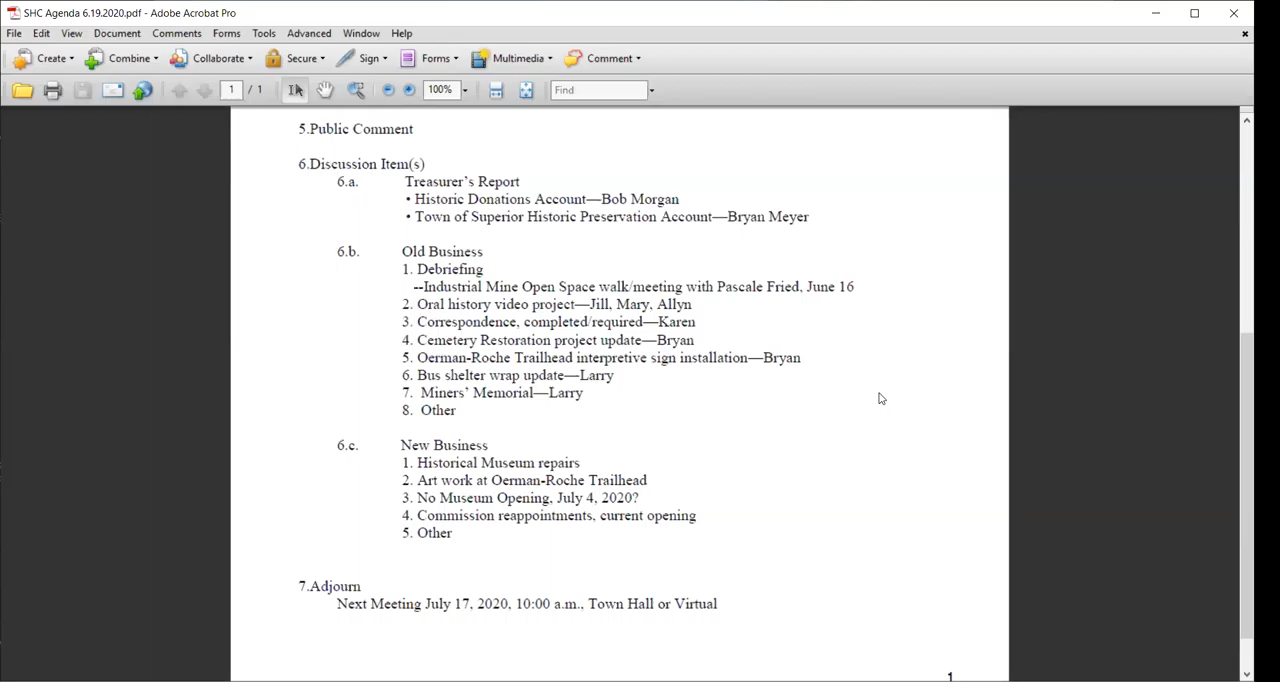 SHC Agenda 6.19.2020.pdf - Adobe Acrobat Pro
File Edit View Document Comments Forms Tools Advanced Window Help
Create Combine Collaborate Secure Sign Forms Multimedia Comment
1 / 1 100% Find
5.Public Comment
6.Discussion Item(s)
6.a. Treasurer's Report
• Historic Donations Account—Bob Morgan
• Town of Superior Historic Preservation Account—Bryan Meyer
6.b. Old Business
1. Debriefing
--Industrial Mine Open Space walk/meeting with Pascale Fried, June 16
2. Oral history video project—Jill, Mary, Allyn
3. Correspondence, completed/required—Karen
4. Cemetery Restoration project update—Bryan
5. Oerman-Roche Trailhead interpretive sign installation—Bryan
6. Bus shelter wrap update—Larry
7. Miners' Memorial—Larry
8. Other
6.c. New Business
1. Historical Museum repairs
2. Art work at Oerman-Roche Trailhead
3. No Museum Opening, July 4, 2020?
4. Commission reappointments, current opening
5. Other
7.Adjourn
Next Meeting July 17, 2020, 10:00 a.m., Town Hall or Virtual
1